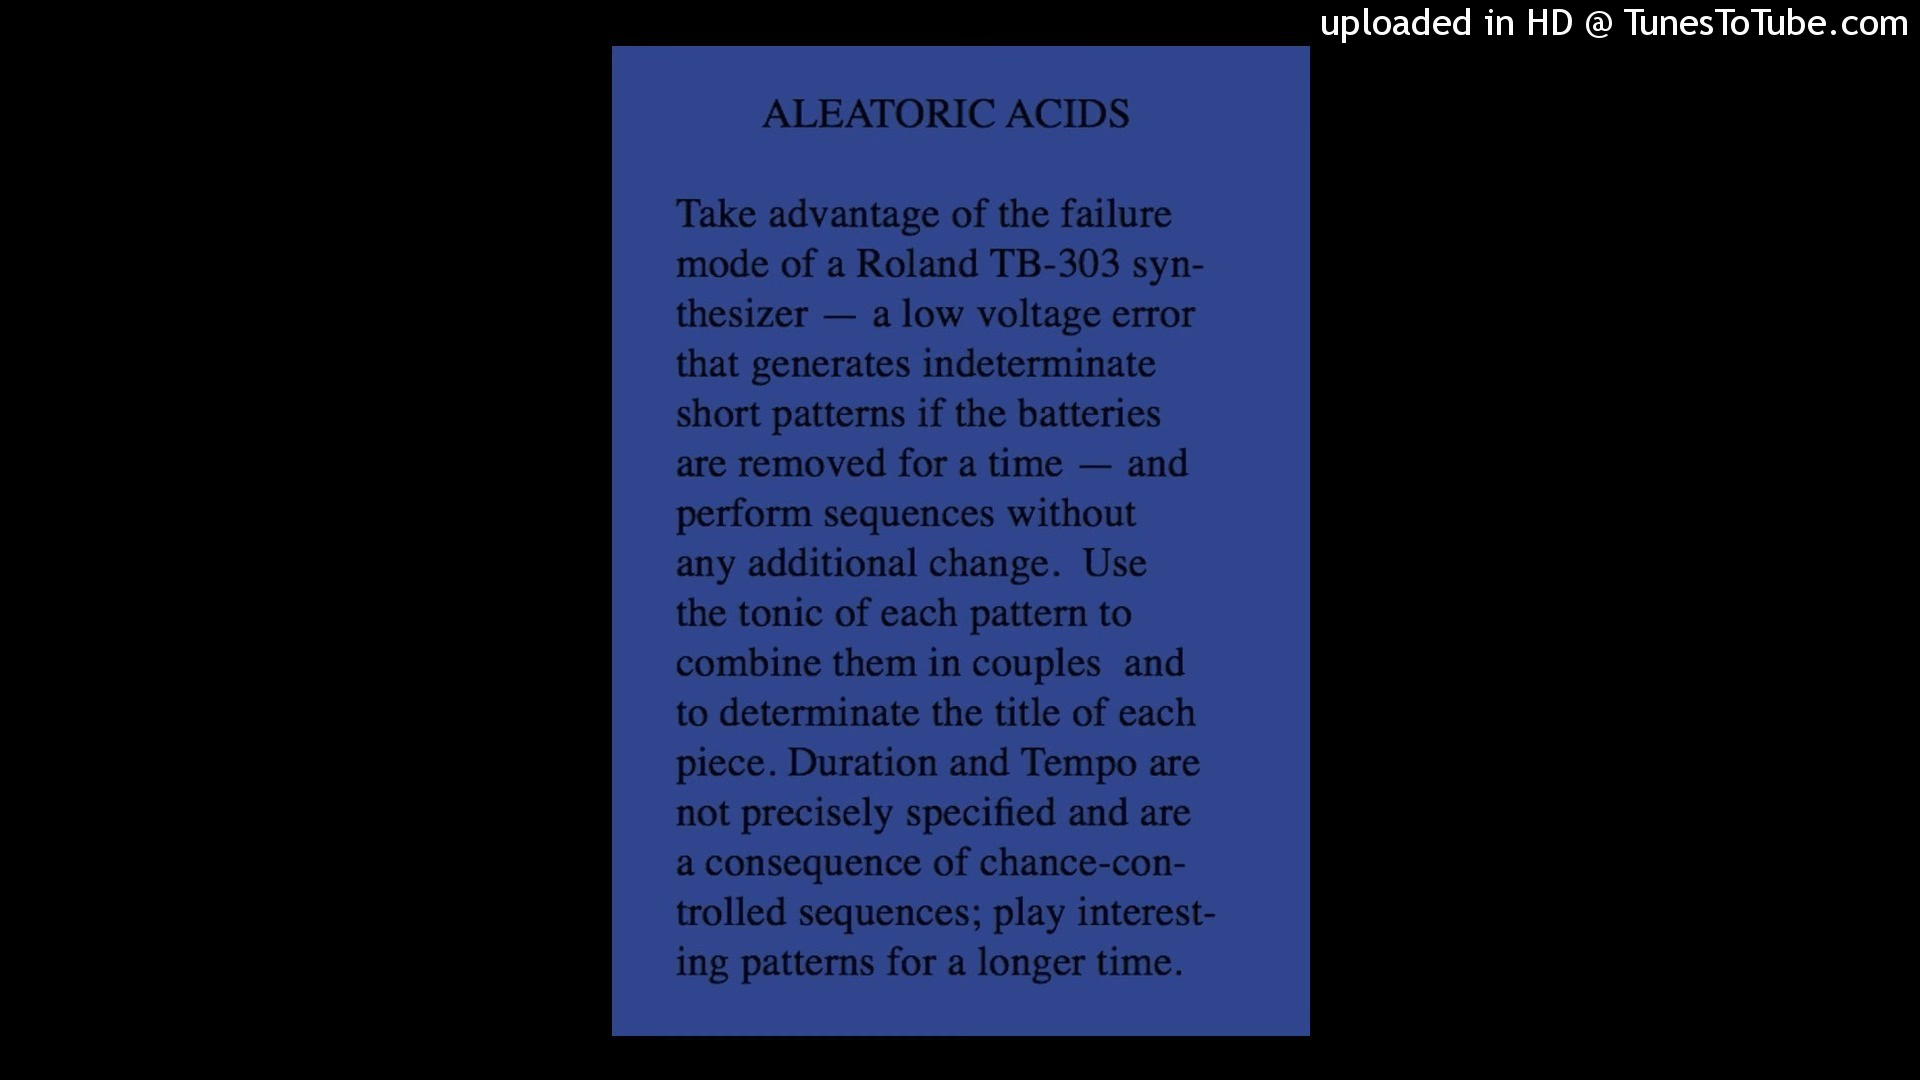 uploaded in HD @ TunesToTube.com
ALEATORIC ACIDS
Take advantage of the failure
mode of a Roland TB-303 syn-
thesizer — a low voltage error
that generates indeterminate
short patterns if the batteries
are removed for a time — and
perform sequences without
any additional change.  Use
the tonic of each pattern to
combine them in couples  and
to determinate the title of each
piece. Duration and Tempo are
not precisely specified and are
a consequence of chance-con-
trolled sequences; play interest-
ing patterns for a longer time.